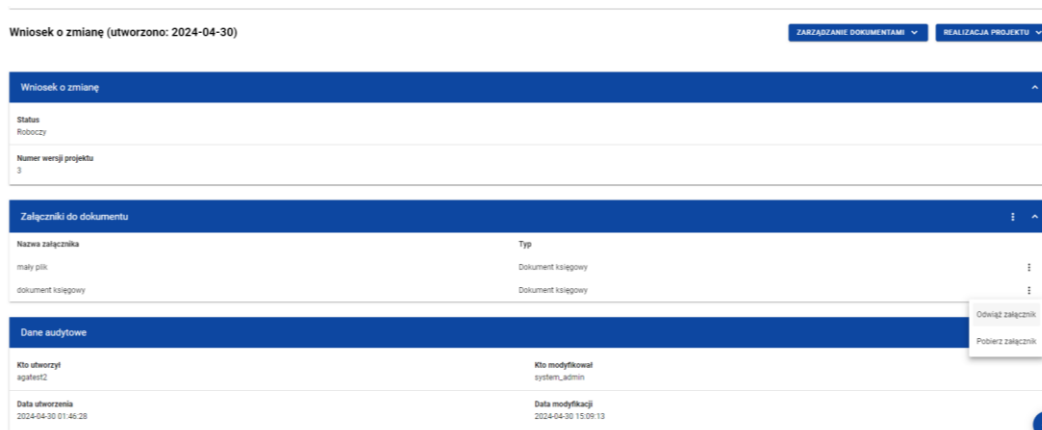 Wniosek o zmianę (utworzono: 2024-04-30)
ZARZĄDZANIE DOKUMENTAMI
REALIZACJA PROJEKTU
Wniosek o zmianę
Status
Roboczy
Numer wersji projektu
3
Załączniki do dokumentu
Nazwa załącznika Typ
mały plik Dokument księgowy
dokument księgowy Dokument księgowy
Odwiąż załącznik
Pobierz załącznik
Dane audytowe
Kto utworzył Kto modyfikował
agatest2 system_admin
Data utworzenia Data modyfikacji
2024-04-30 01:46:28 2024-04-30 15:09:13